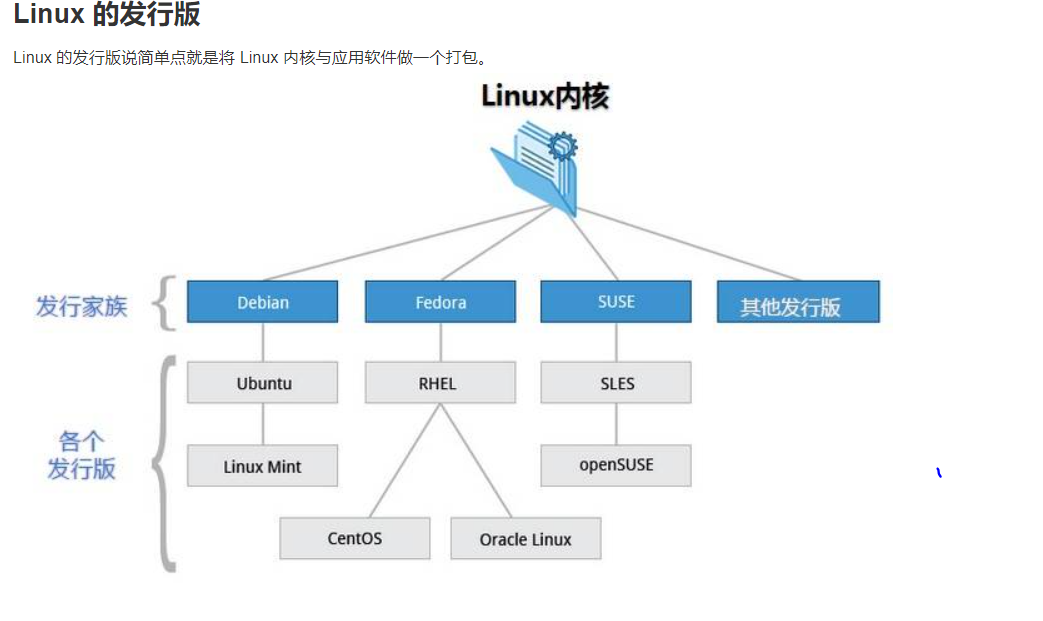 Linux 的发行版
Linux 的发行版说简单点就是将 Linux 内核与应用软件做一个打包。
Linux内核
发行家族
Debian
Fedora
SUSE
其他发行版
各个
发行版
Ubuntu
RHEL
SLES
Linux Mint
openSUSE
CentOS
Oracle Linux